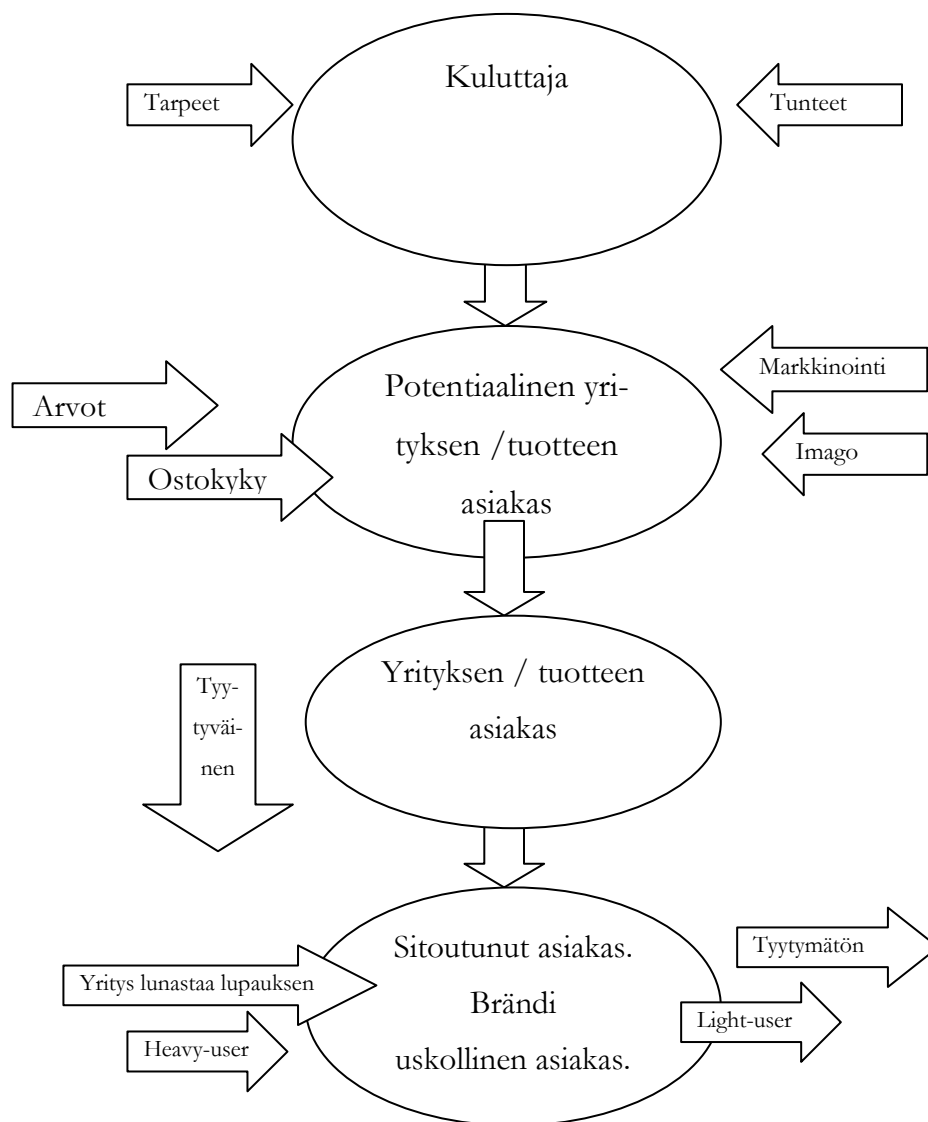 Kuluttaja
Tarpeet
Tunteet
Potentiaalinen yri-
tyksen /tuotteen
asiakas
Arvot
Ostokyky
Markkinointi
Imago
Yrityksen / tuotteen
asiakas
Tyy-
tyväi-
nen
Sitoutunut asiakas.
Brändi
uskollinen asiakas.
Yritys lunastaa lupauksen
Heavy-user
Tyytymätön
Light-user